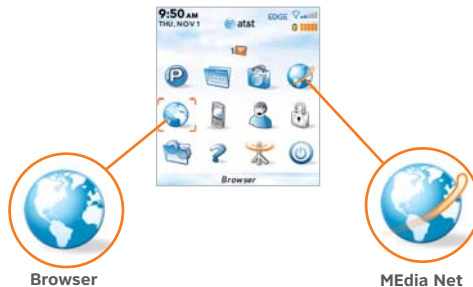 9:50 AM
THU, NOV 1
at&t
EDGE
1
P
Browser
Browser
MEdia Net